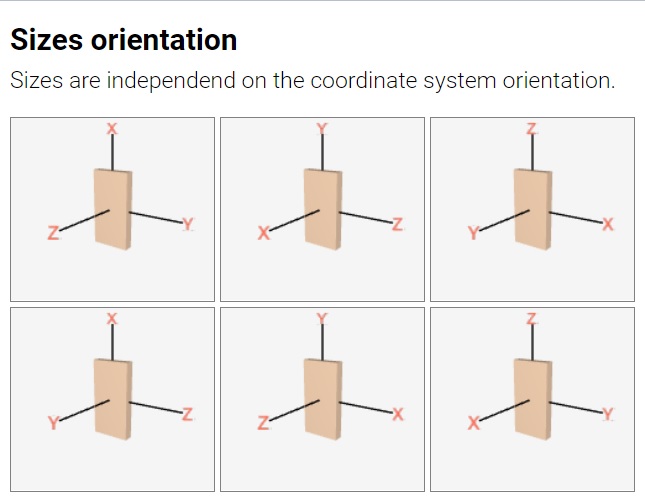 Sizes orientation
Sizes are independend on the coordinate system orientation.
X Y Z
Z Y X Z Y X
X Y Z
Y Z Z X X Y